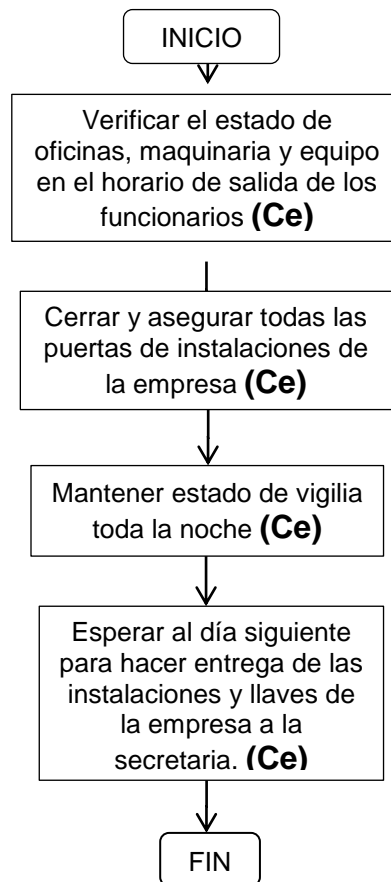 INICIO
Verificar el estado de
oficinas, maquinaria y equipo
en el horario de salida de los
funcionarios (Ce)
Cerrar y asegurar todas las
puertas de instalaciones de
la empresa (Ce)
Mantener estado de vigilia
toda la noche (Ce)
Esperar al día siguiente
para hacer entrega de las
instalaciones y llaves de
la empresa a la
secretaria. (Ce)
FIN